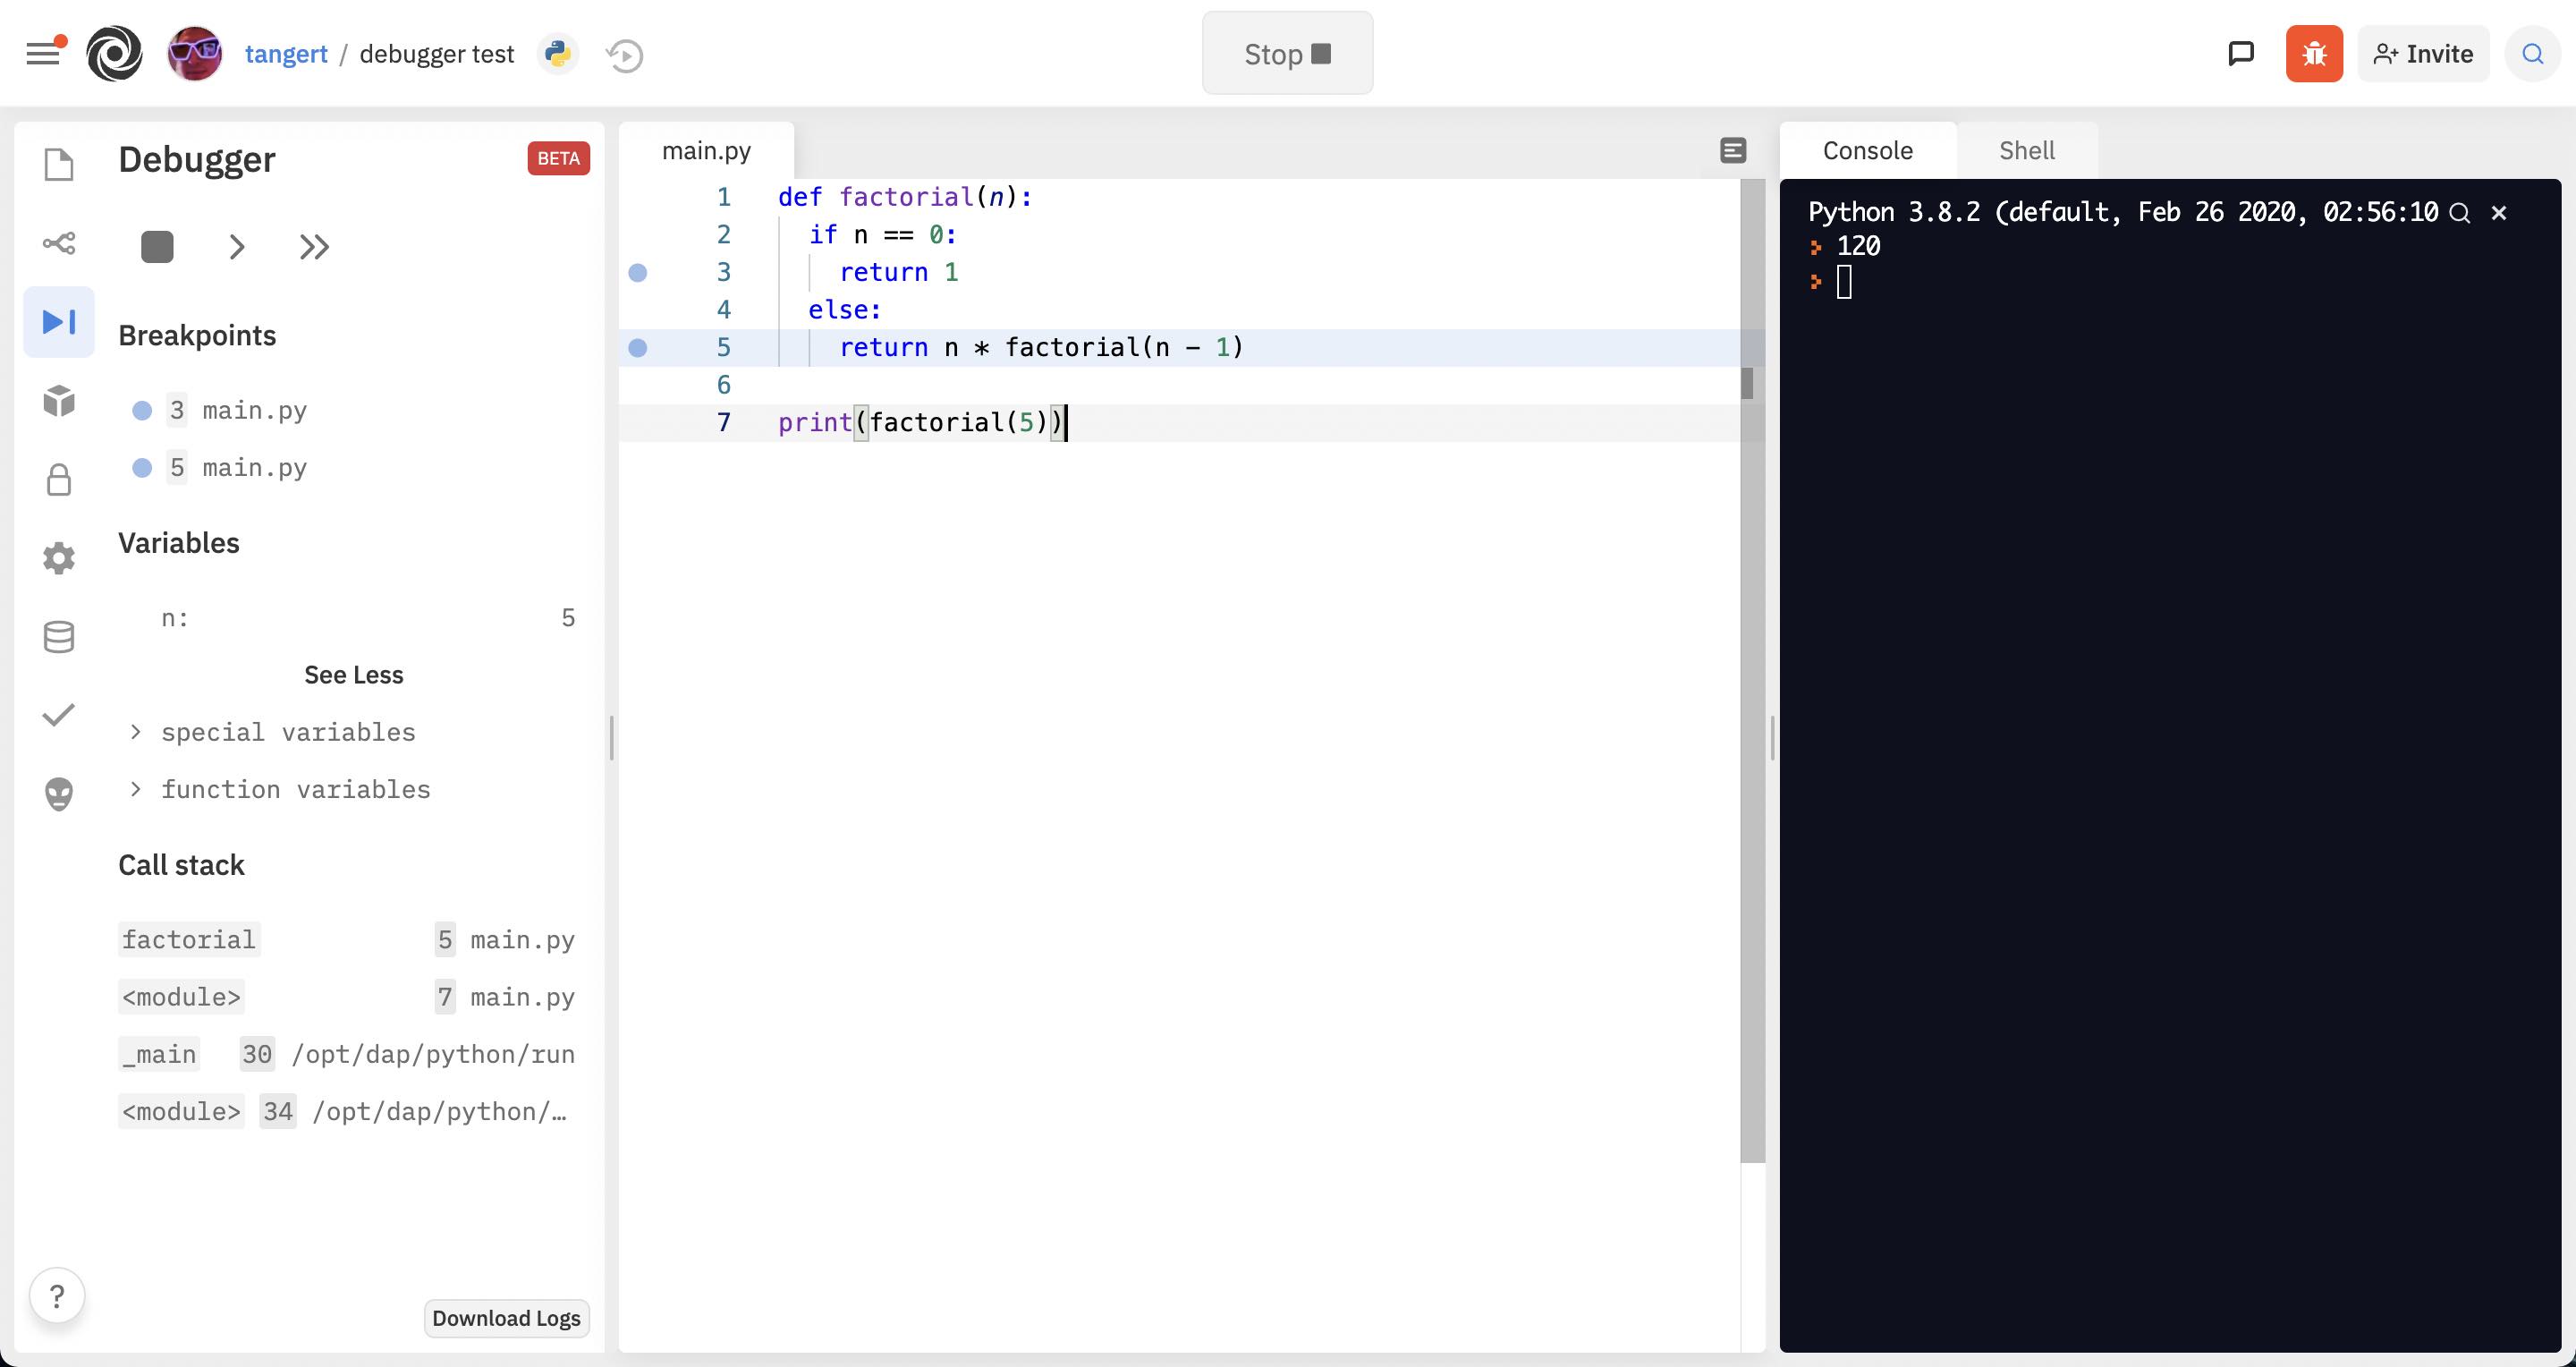 tangert / debugger test
Stop
Invite
Debugger
BETA
Breakpoints
3 main.py
5 main.py
Variables
n: 5
See Less
> special variables
> function variables
Call stack
factorial 5 main.py
<module> 7 main.py
_main 30 /opt/dap/python/run
<module> 34 /opt/dap/python/…
?
Download Logs
main.py
1 def factorial(n):
2   if n == 0:
3     return 1
4   else:
5     return n * factorial(n - 1)
6
7 print(factorial(5))
Console Shell
Python 3.8.2 (default, Feb 26 2020, 02:56:10
120